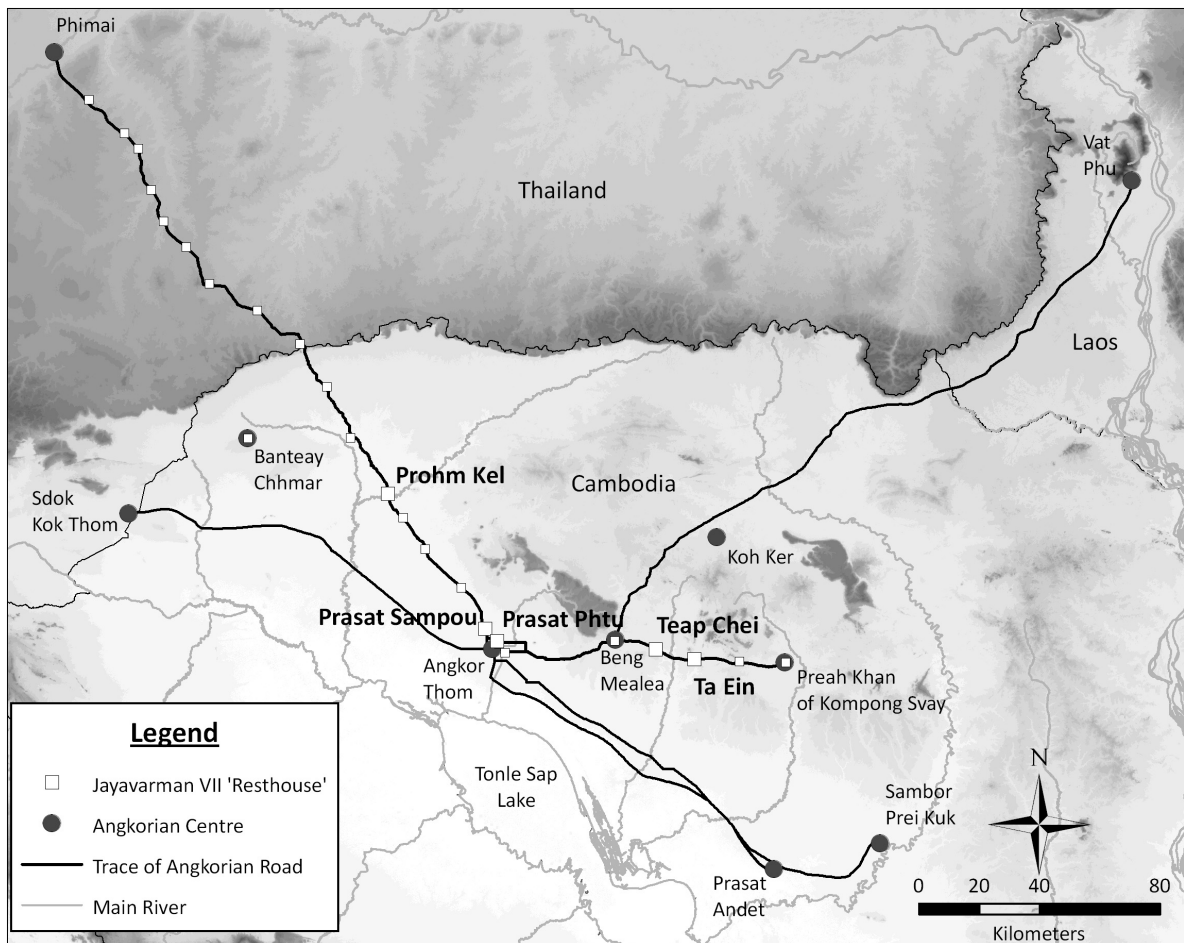 Phimai
Thailand
Vat
Phu
Laos
Banteay
Chhmar
Prohm Kel
Cambodia
Sdok
Kok Thom
Koh Ker
Prasat Sampou
Prasat Phtu
Teap Chei
Angkor
Thom
Beng
Mealea
Ta Ein
Preah Khan
of Kompong Svay
Legend
Jayavarman VII 'Resthouse'
Angkorian Centre
Trace of Angkorian Road
Main River
Tonle Sap
Lake
Sambor
Prei Kuk
Prasat
Andet
N
0 20 40 80
Kilometers